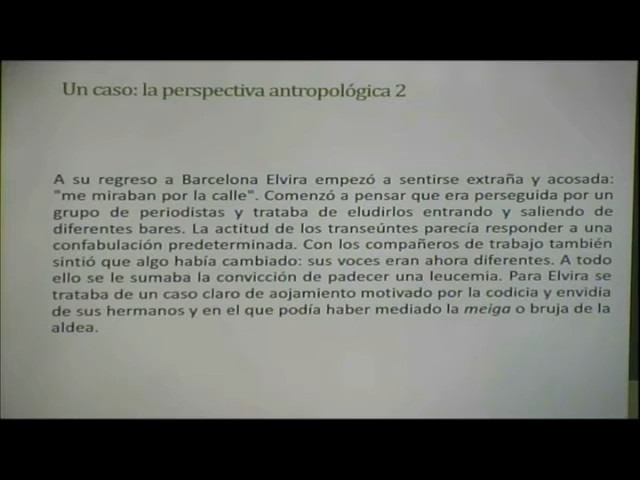 Un caso: la perspectiva antropológica 2
A su regreso a Barcelona Elvira empezó a sentirse extraña y acosada:
"me miraban por la calle". Comenzó a pensar que era perseguida por un
grupo de periodistas y trataba de eludirlos entrando y saliendo de
diferentes bares. La actitud de los transeúntes parecía responder a una
confabulación predeterminada. Con los compañeros de trabajo también
sintió que algo había cambiado: sus voces eran ahora diferentes. A todo
ello se le sumaba la convicción de padecer una leucemia. Para Elvira se
trataba de un caso claro de aojamiento motivado por la codicia y envidia
de sus hermanos y en el que podía haber mediado la meiga o bruja de la
aldea.